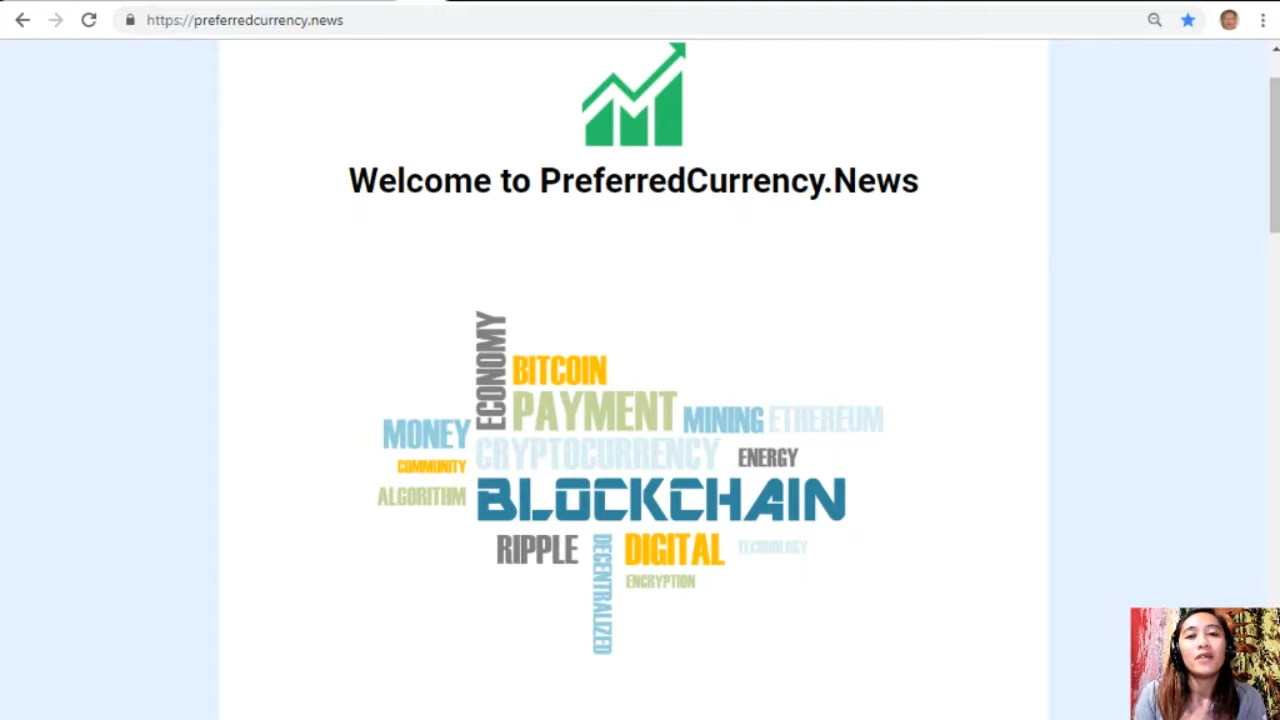 https://preferredcurrency.news
Welcome to PreferredCurrency.News
ECONOMY
BITCOIN
PAYMENT
MONEY
MINING
ETHEREUM
CRYPTOCURRENCY
ENERGY
COMMUNITY
ALGORITHM
BLOCKCHAIN
RIPPLE
DECENTRALIZED
DIGITAL
TECHNOLOGY
ENCRYPTION